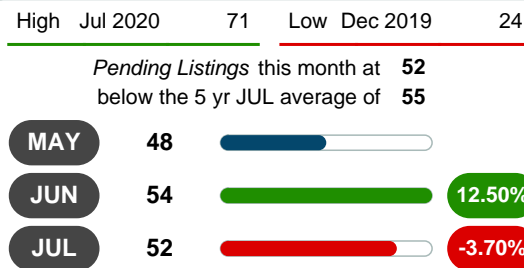 High Jul 2020 71 Low Dec 2019 24
Pending Listings this month at 52
below the 5 yr JUL average of 55
MAY 48
JUN 54 12.50%
JUL 52 -3.70%